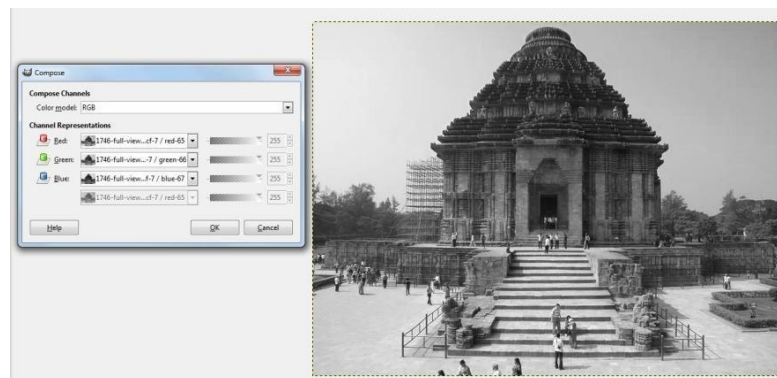 Compose
Compose Channels
Color model: RGB
Channel Representations
Red: 1746-full-view...cf-7 / red-65 255
Green: 1746-full-view...-7 / green-66 255
Blue: 1746-full-view...f-7 / blue-67 255
1746-full-view...cf-7 / red-65 255
Help OK Cancel